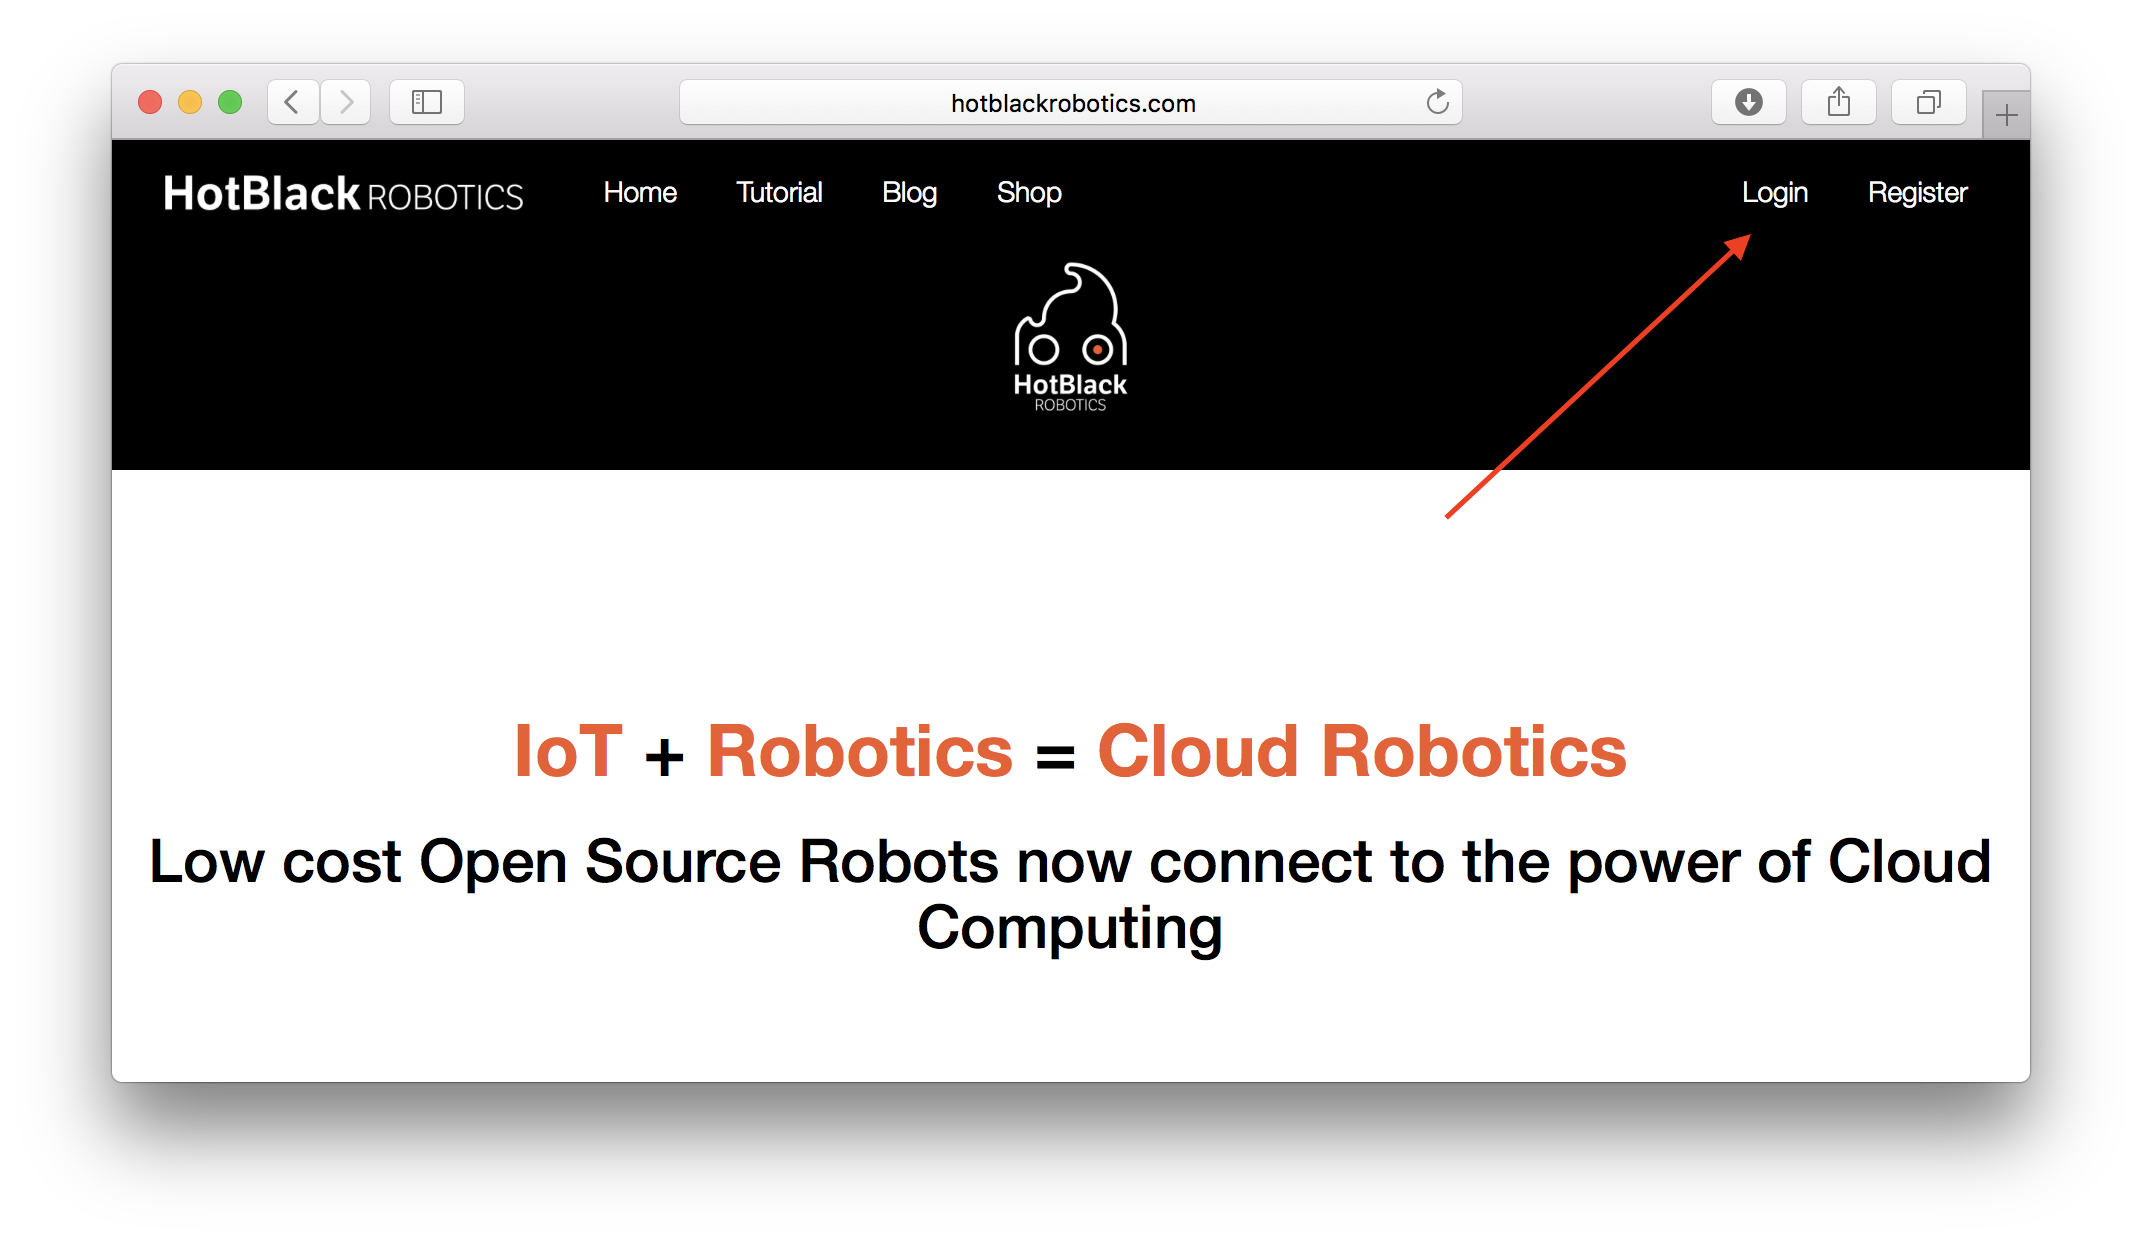 hotblackrobotics.com
HotBlack ROBOTICS Home Tutorial Blog Shop Login Register
HotBlack
ROBOTICS
IoT + Robotics = Cloud Robotics
Low cost Open Source Robots now connect to the power of Cloud
Computing